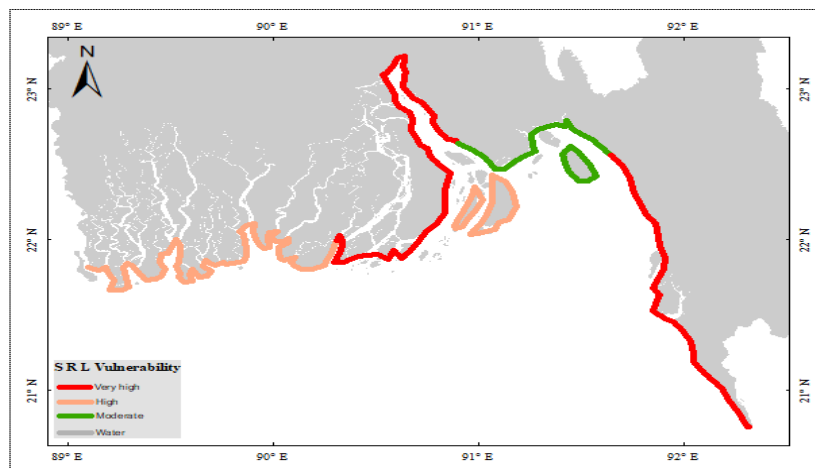 89° E 90° E 91° E 92° E
N
23° N 23° N
22° N 22° N
21° N 21° N
S R L Vulnerability
Very high
High
Moderate
Water
89° E 90° E 91° E 92° E